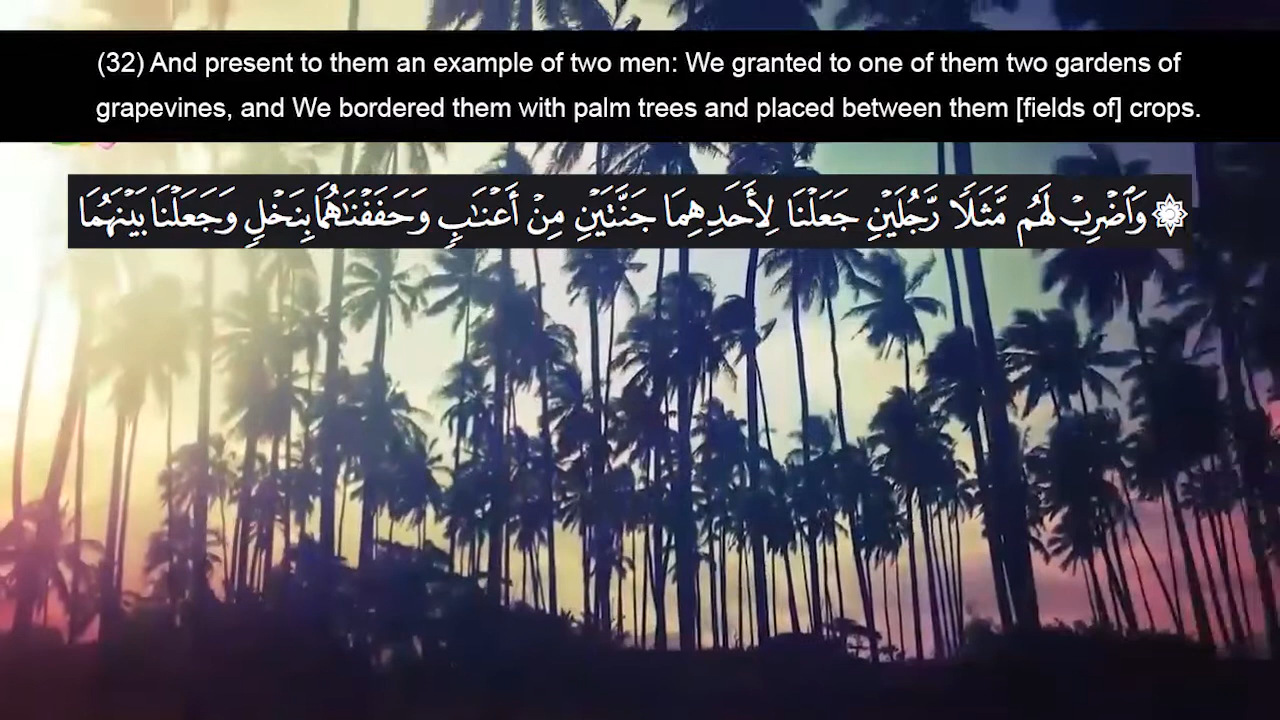 (32) And present to them an example of two men: We granted to one of them two gardens of
grapevines, and We bordered them with palm trees and placed between them [fields of] crops.
۞ وَٱضۡرِبۡ لَهُم مَّثَلٗا رَّجُلَيۡنِ جَعَلۡنَا لِأَحَدِهِمَا جَنَّتَيۡنِ مِنۡ أَعۡنَٰبٖ وَحَفَفۡنَٰهُمَا بِنَخۡلٖ وَجَعَلۡنَا بَيۡنَهُمَا